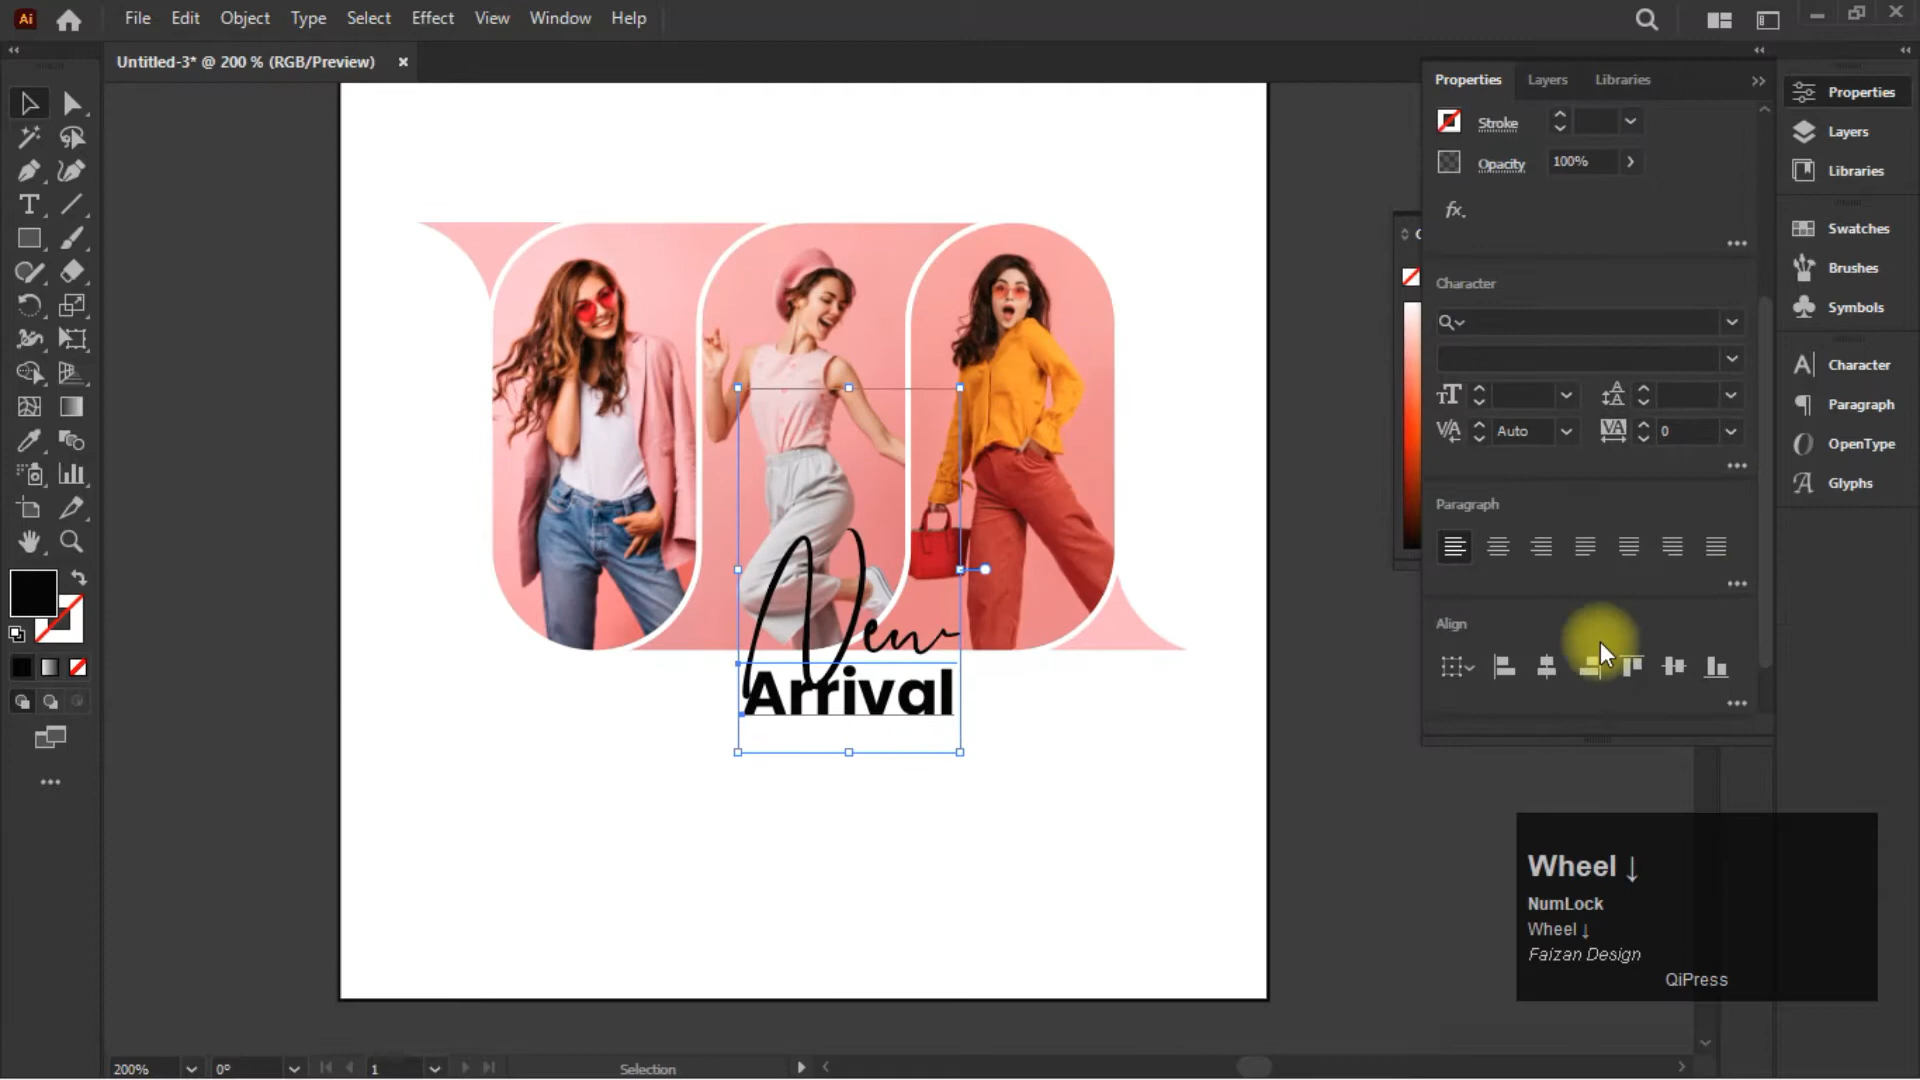 Ai File Edit Object Type Select Effect View Window Help
Untitled-3* @ 200 % (RGB/Preview) ×
Properties Layers Libraries
Stroke
Opacity 100%
fx.
Character
Auto 0
Paragraph
Align
Properties
Layers
Libraries
Swatches
Brushes
Symbols
Character
Paragraph
OpenType
Glyphs
New
Arrival
Wheel ↓
NumLock
Wheel ↓
Faizan Design
QiPress
200% 0° 1 Selection